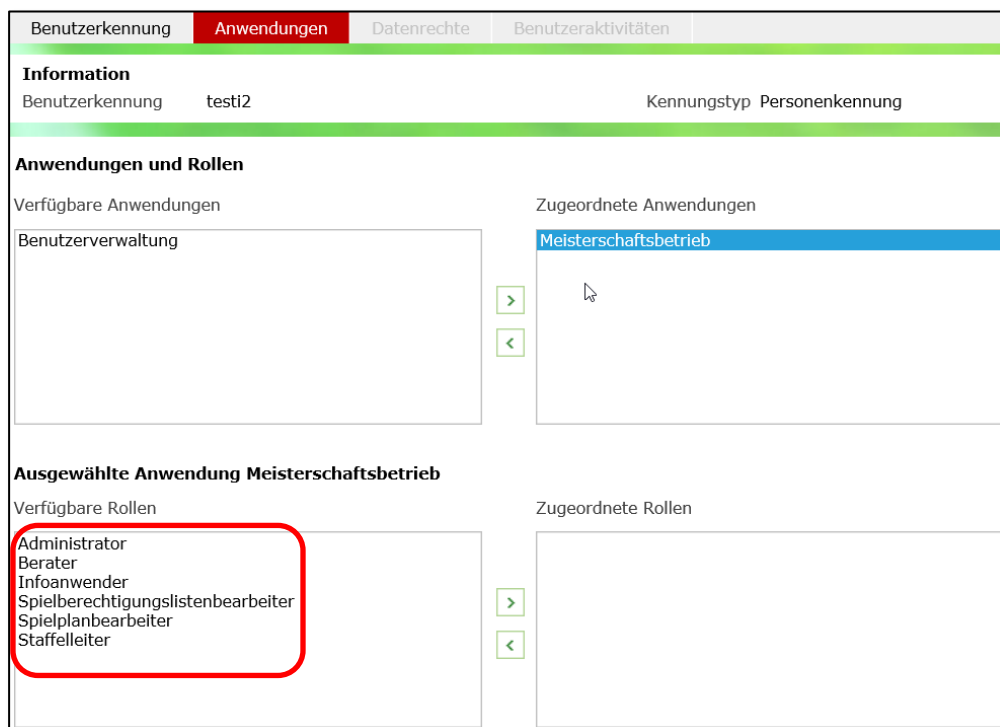 Benutzerkennung Anwendungen Datenrechte Benutzeraktivitäten
Information
Benutzerkennung testi2 Kennungstyp Personenkennung
Anwendungen und Rollen
Verfügbare Anwendungen Zugeordnete Anwendungen
Benutzerverwaltung Meisterschaftsbetrieb
>
<
Ausgewählte Anwendung Meisterschaftsbetrieb
Verfügbare Rollen Zugeordnete Rollen
Administrator
Berater
Infoanwender
Spielberechtigungslistenbearbeiter >
Spielplanbearbeiter
Staffelleiter <